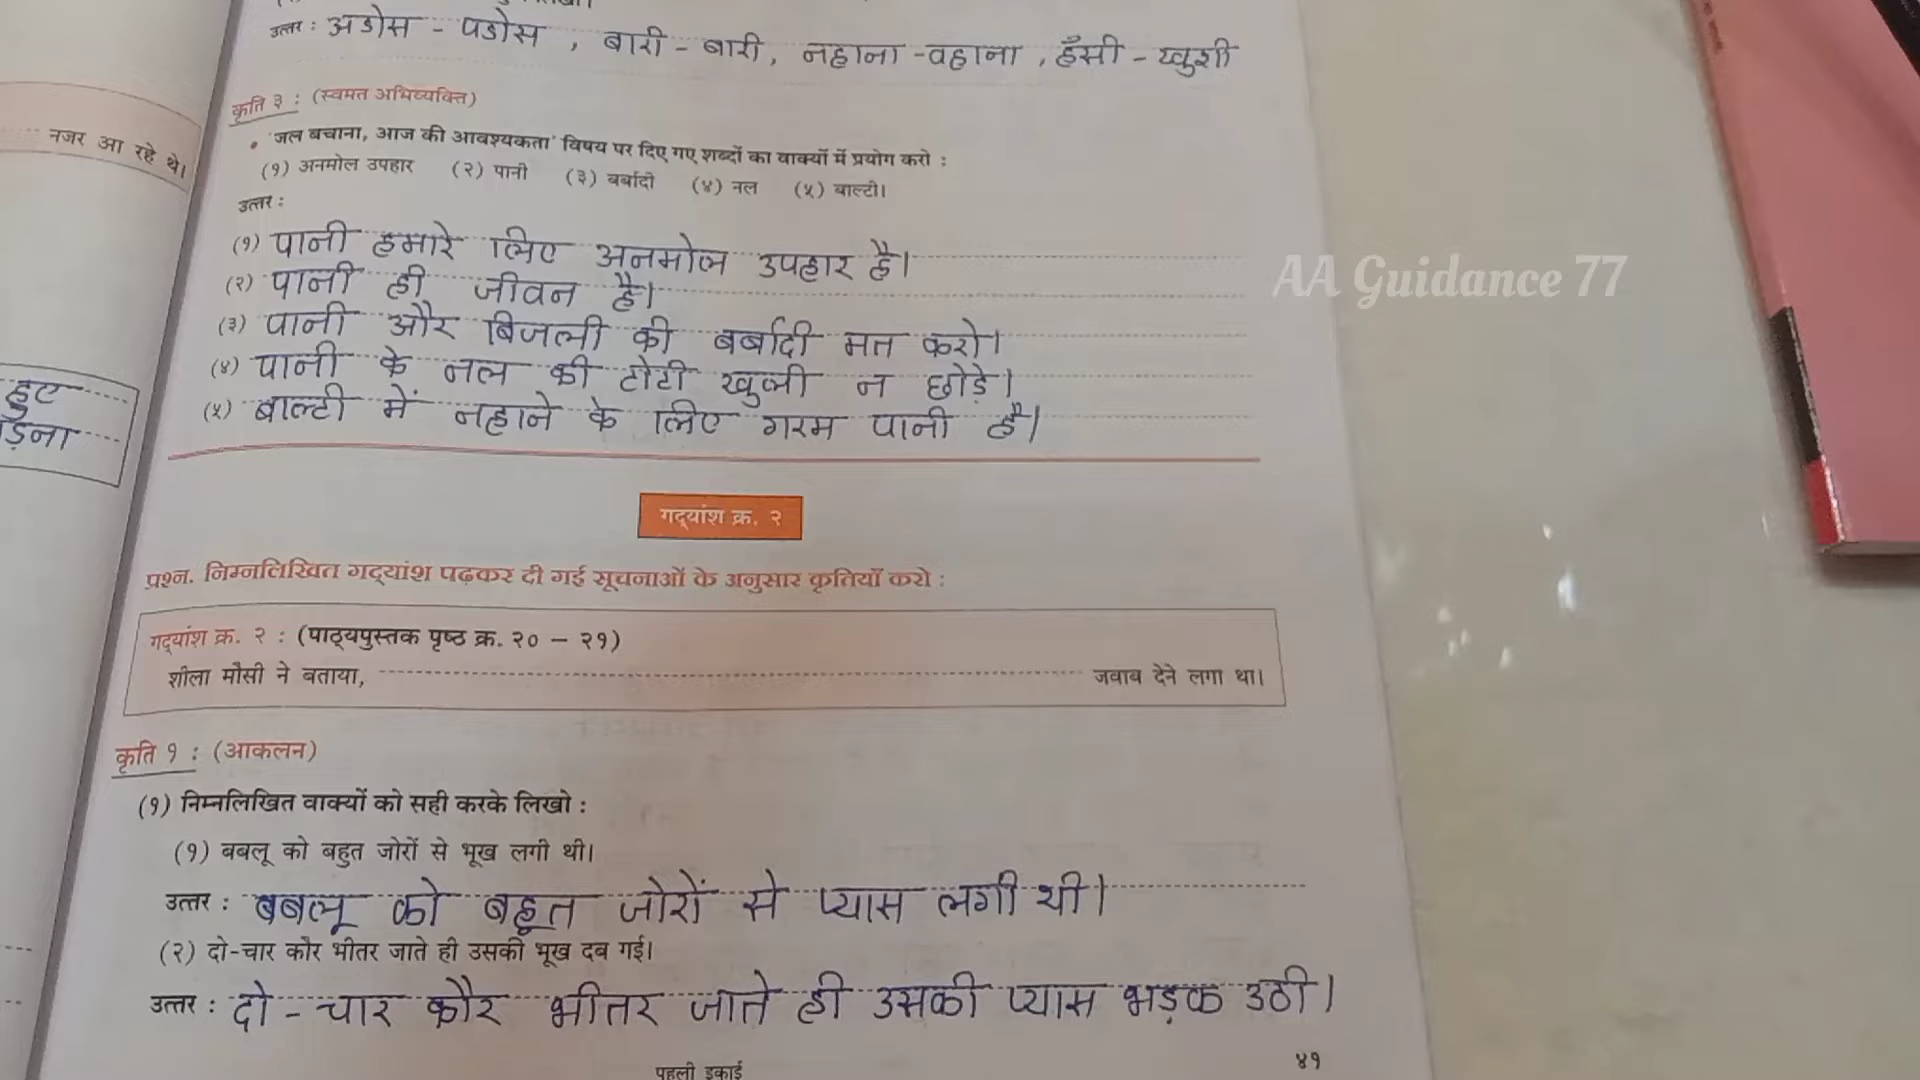 उत्तर : अडोस - पडोस , बारी - बारी, नहाना -वहाना , हँसी - खुशी
कृति ३ : (स्वमत अभिव्यक्ति)
• 'जल बचाना, आज की आवश्यकता' विषय पर दिए गए शब्दों का वाक्यों में प्रयोग करो :
(१) अनमोल उपहार (२) पानी (३) बर्बादी (४) नल (५) बाल्टी।
उत्तर :
नजर आ रहे थे।
(१) पानी हमारे लिए अनमोल उपहार है।
(२) पानी ही जीवन है।
(३) पानी और बिजली की बर्बादी मत करो।
(४) पानी के नल की टोटी खुली न छोड़े।
(५) बाल्टी में नहाने के लिए गरम पानी है।
हुए
ड़ना
AA Guidance 77
गद्यांश क्र. २
प्रश्न. निम्नलिखित गद्यांश पढ़कर दी गई सूचनाओं के अनुसार कृतियाँ करो :
गद्यांश क्र. २ : (पाठ्यपुस्तक पृष्ठ क्र. २० – २१)
शीला मौसी ने बताया, जवाब देने लगा था।
कृति १ : (आकलन)
(१) निम्नलिखित वाक्यों को सही करके लिखो :
(१) बबलू को बहुत जोरों से भूख लगी थी।
उत्तर : बबलू को बहूत जोरों से प्यास लगी थी।
(२) दो-चार कौर भीतर जाते ही उसकी भूख दब गई।
उत्तर : दो - चार कौर भीतर जाते ही उसकी प्यास भड़क उठी।
पहली इकाई ४१